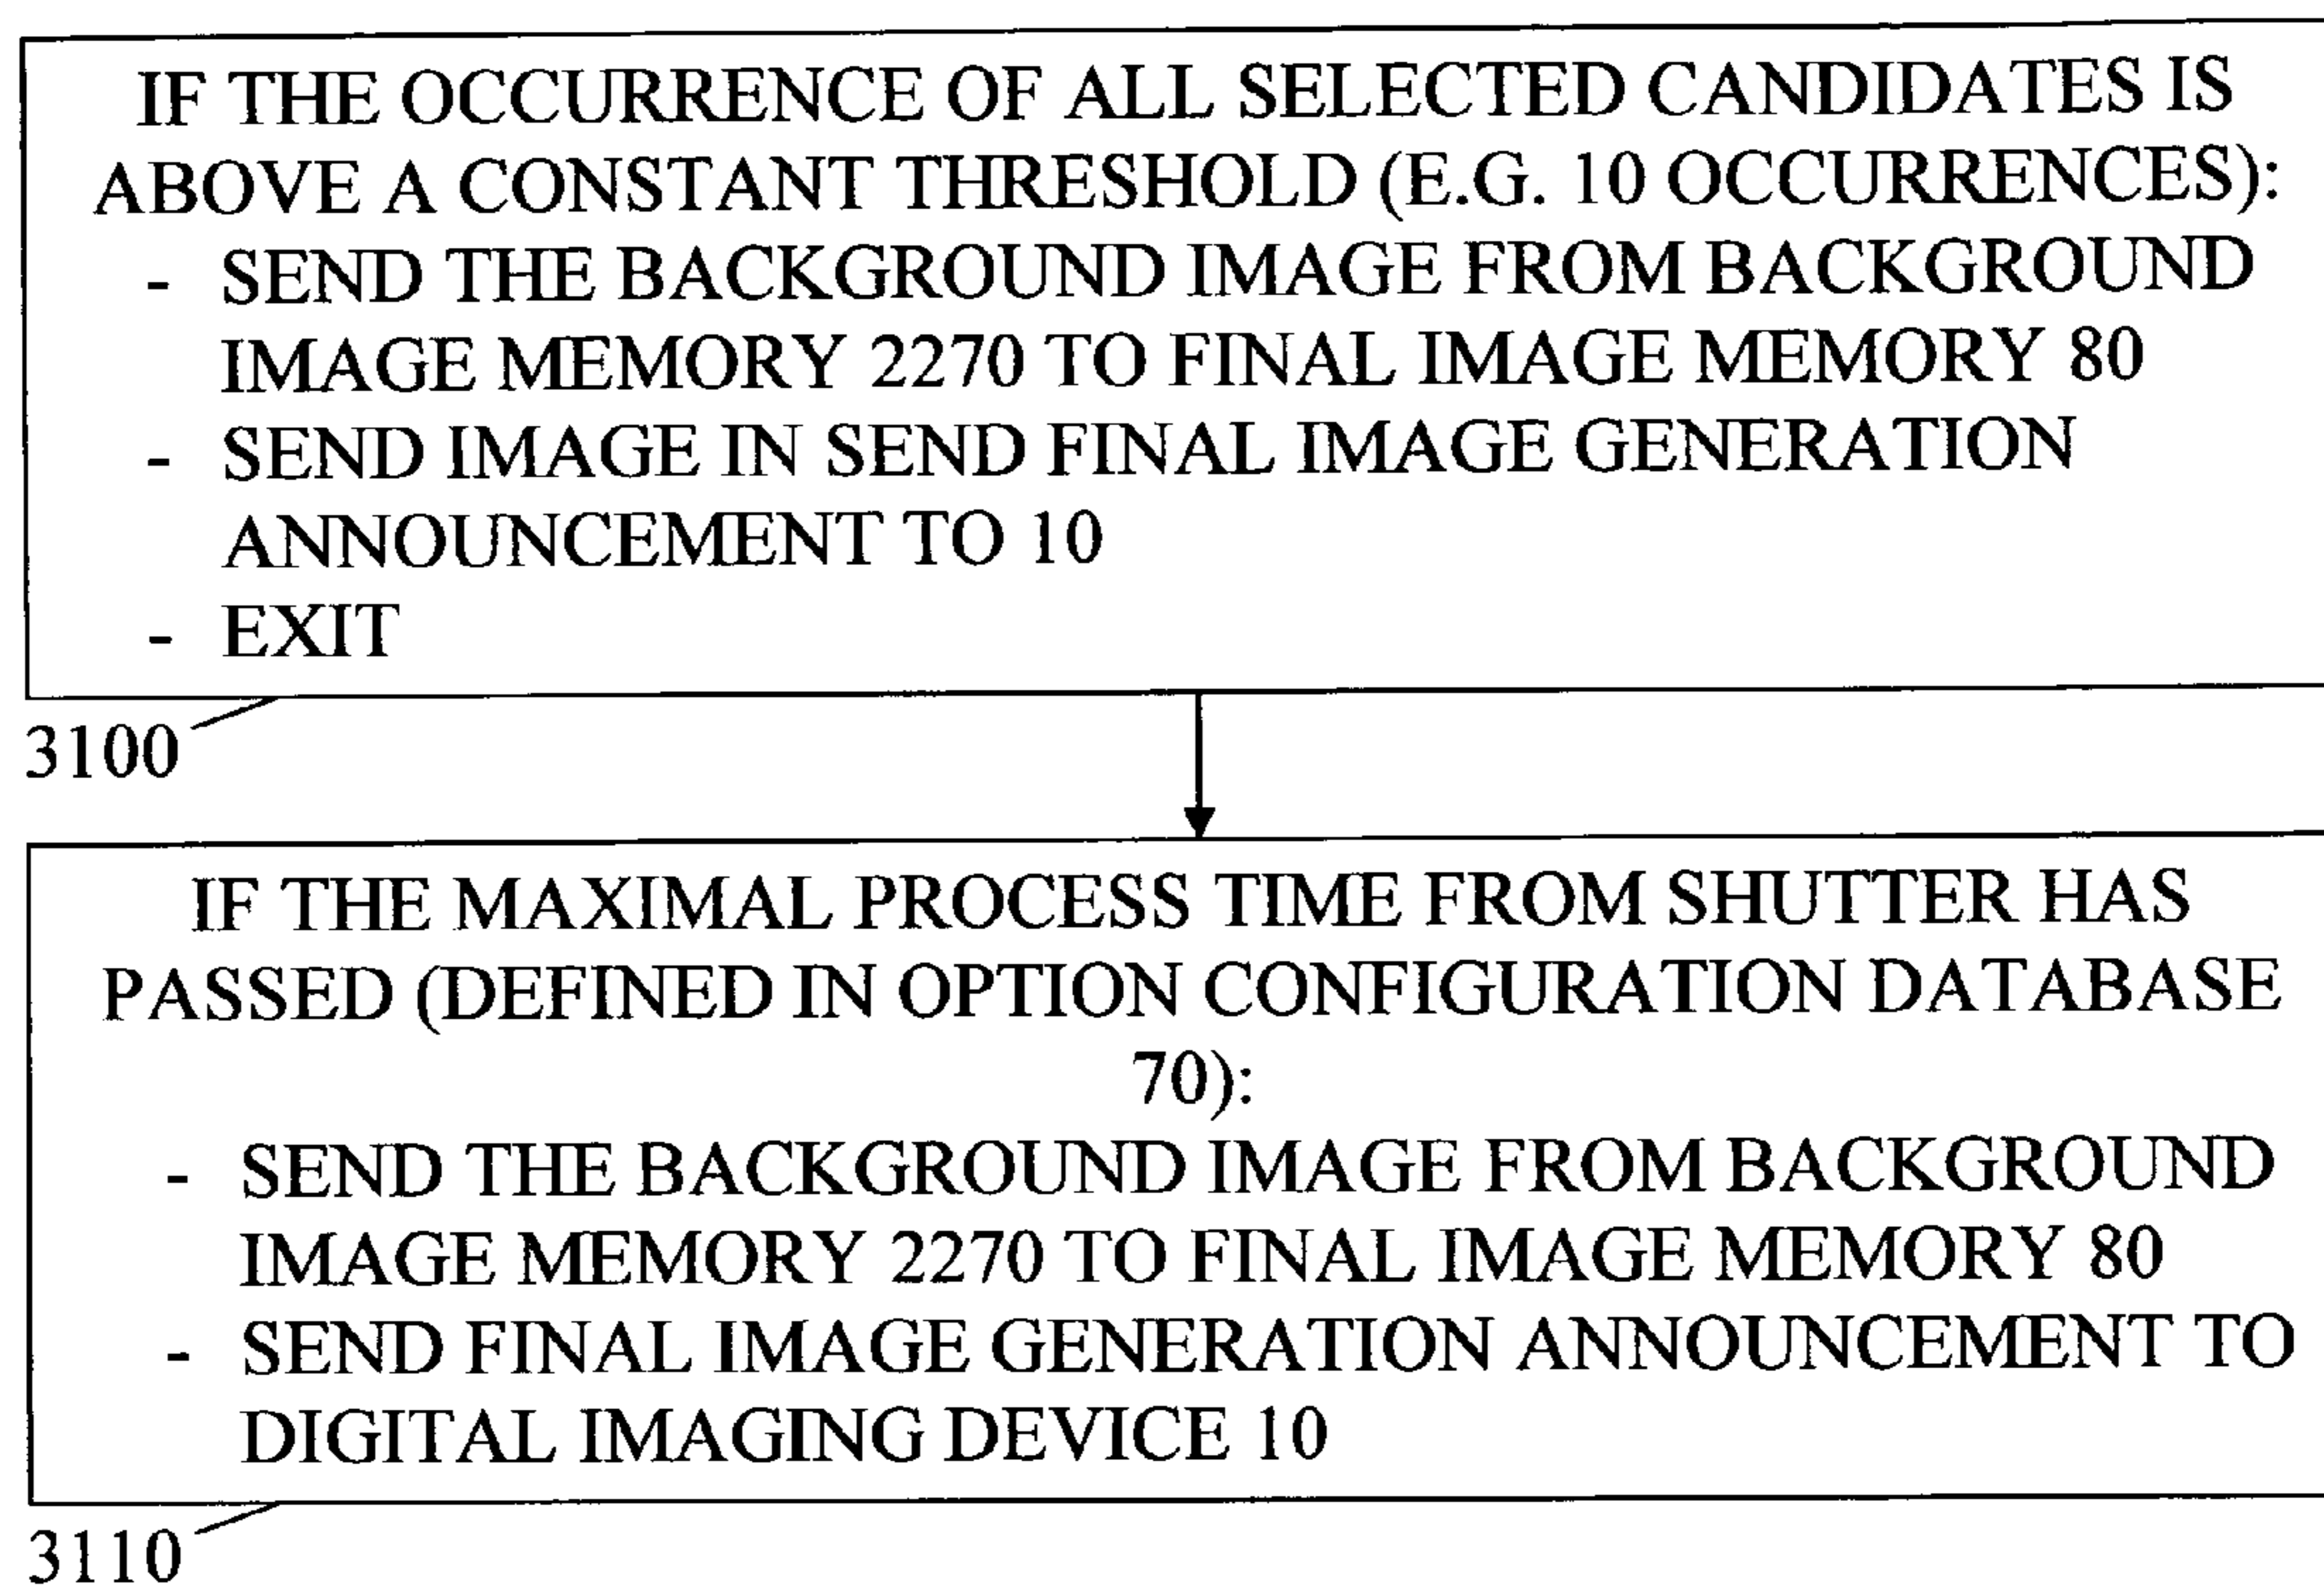 IF THE OCCURRENCE OF ALL SELECTED CANDIDATES IS
ABOVE A CONSTANT THRESHOLD (E.G. 10 OCCURRENCES):
- SEND THE BACKGROUND IMAGE FROM BACKGROUND
IMAGE MEMORY 2270 TO FINAL IMAGE MEMORY 80
- SEND IMAGE IN SEND FINAL IMAGE GENERATION
ANNOUNCEMENT TO 10
- EXIT
3100
IF THE MAXIMAL PROCESS TIME FROM SHUTTER HAS
PASSED (DEFINED IN OPTION CONFIGURATION DATABASE
70):
- SEND THE BACKGROUND IMAGE FROM BACKGROUND
IMAGE MEMORY 2270 TO FINAL IMAGE MEMORY 80
- SEND FINAL IMAGE GENERATION ANNOUNCEMENT TO
DIGITAL IMAGING DEVICE 10
3110